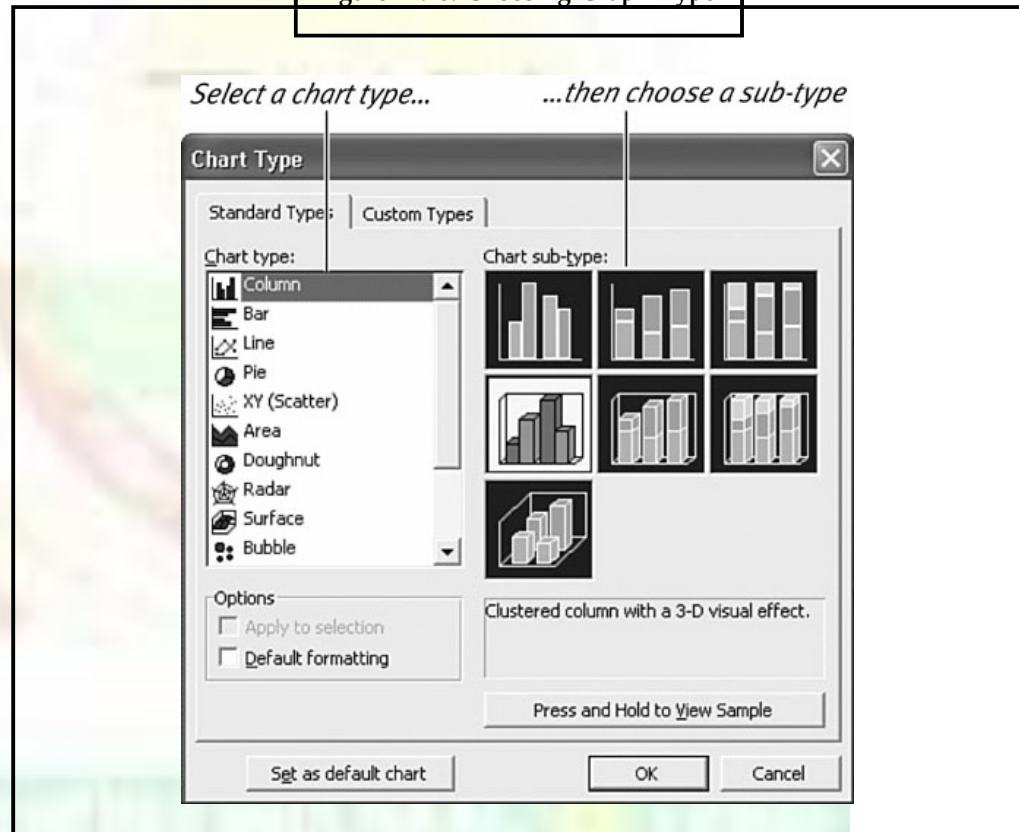 Select a chart type...
...then choose a sub-type
Chart Type
Standard Types
Custom Types
Chart type:
Column
Bar
Line
Pie
XY (Scatter)
Area
Doughnut
Radar
Surface
Bubble
Chart sub-type:
Options
Apply to selection
Default formatting
Clustered column with a 3-D visual effect.
Press and Hold to View Sample
Set as default chart
OK
Cancel